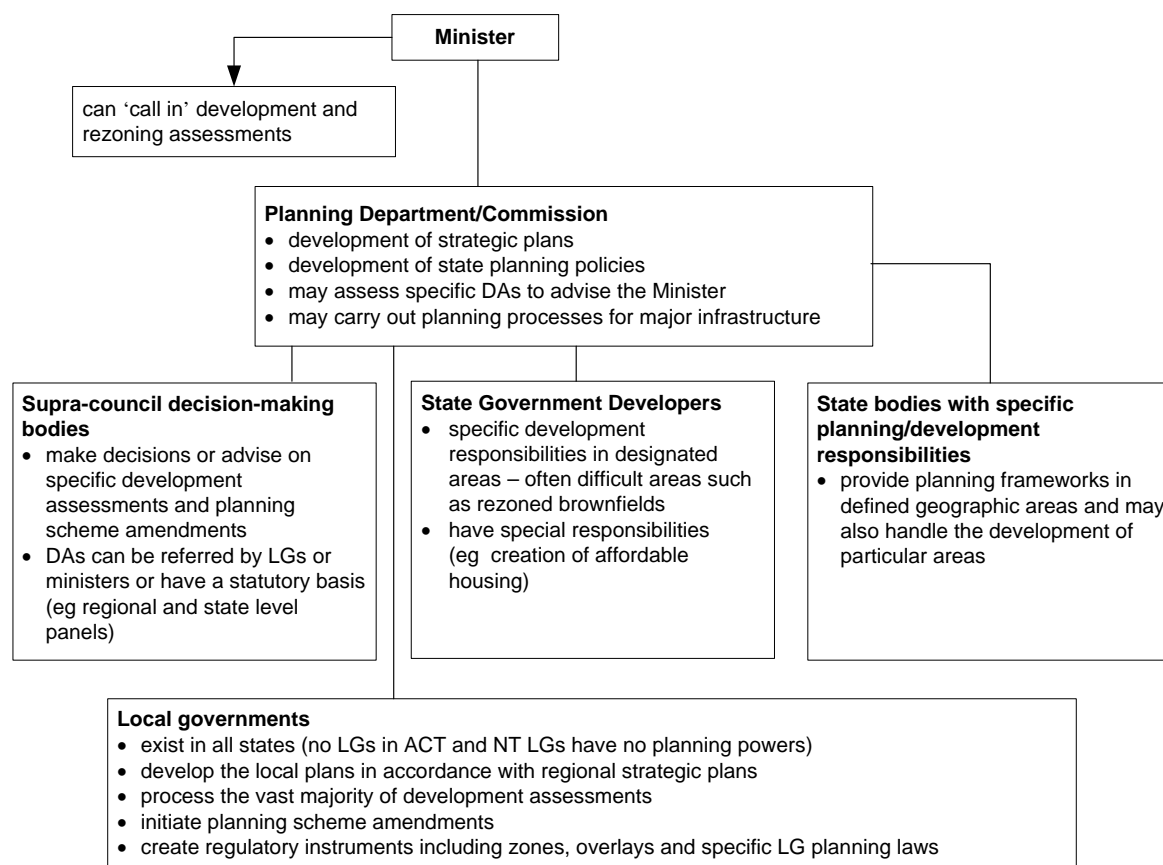 Minister
can ‘call in’ development and
rezoning assessments
Planning Department/Commission
• development of strategic plans
• development of state planning policies
• may assess specific DAs to advise the Minister
• may carry out planning processes for major infrastructure
Supra-council decision-making
bodies
• make decisions or advise on
specific development
assessments and planning
scheme amendments
• DAs can be referred by LGs or
ministers or have a statutory basis
(eg regional and state level
panels)
State Government Developers
• specific development
responsibilities in designated
areas – often difficult areas such
as rezoned brownfields
• have special responsibilities
(eg creation of affordable
housing)
State bodies with specific
planning/development
responsibilities
• provide planning frameworks in
defined geographic areas and may
also handle the development of
particular areas
Local governments
• exist in all states (no LGs in ACT and NT LGs have no planning powers)
• develop the local plans in accordance with regional strategic plans
• process the vast majority of development assessments
• initiate planning scheme amendments
• create regulatory instruments including zones, overlays and specific LG planning laws